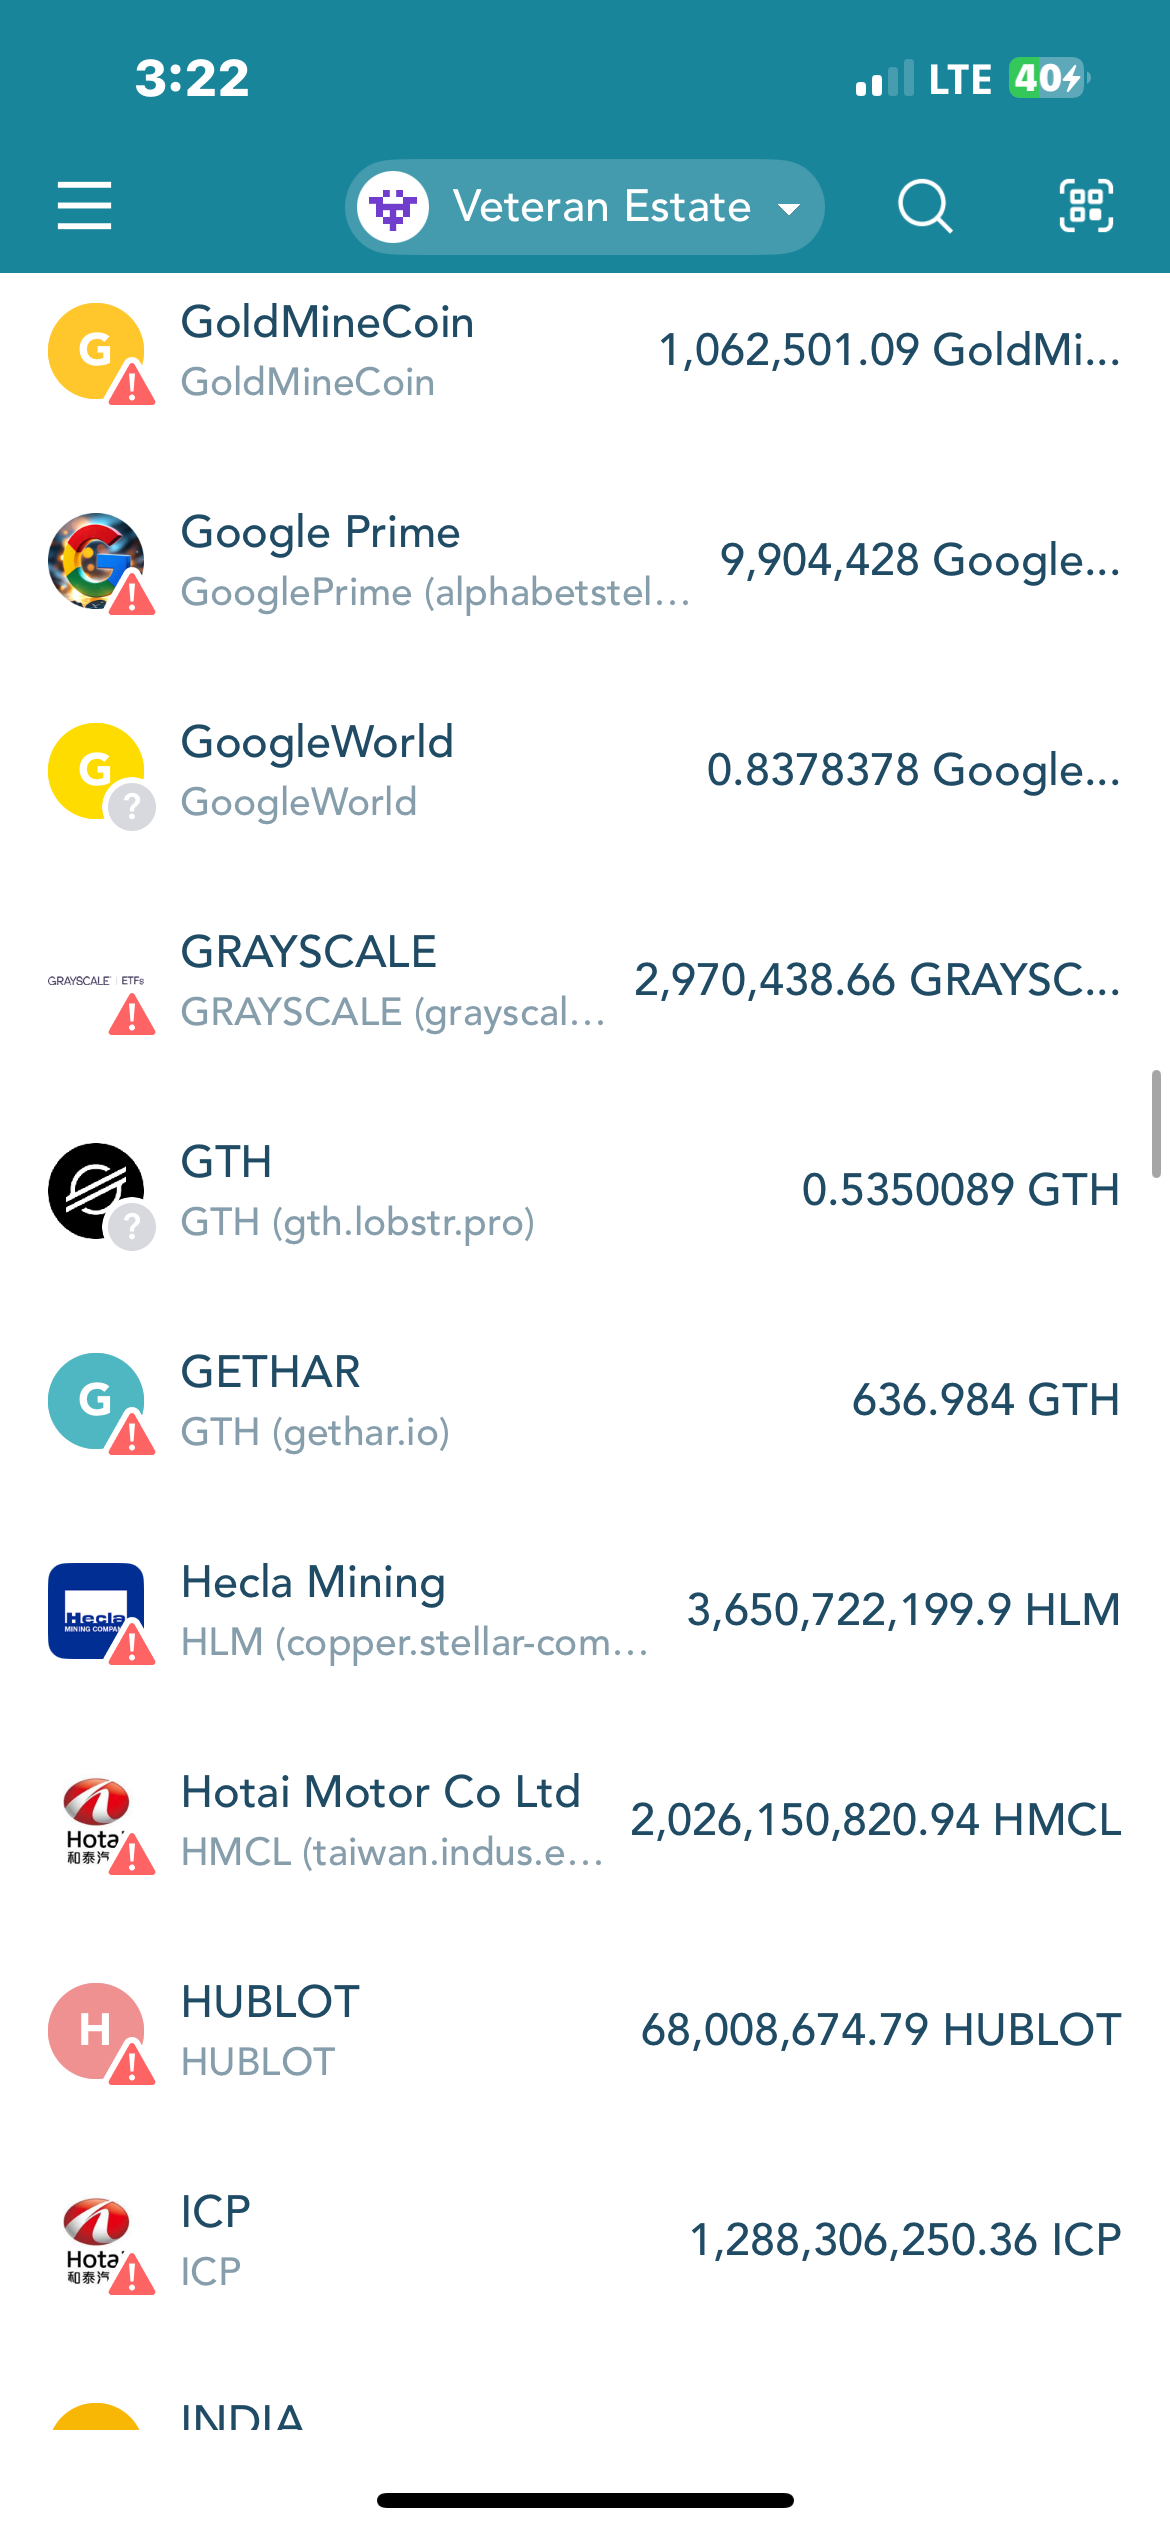 3:22
LTE
40
Veteran Estate
G
GoldMineCoin
GoldMineCoin
1,062,501.09 GoldMi...
Google Prime
GooglePrime (alphabetstel...
9,904,428 Google...
G
GoogleWorld
GoogleWorld
0.8378378 Google...
?
GRAYSCALE | ETFs
GRAYSCALE
GRAYSCALE (grayscal...
2,970,438.66 GRAYSC...
GTH
GTH (gth.lobstr.pro)
0.5350089 GTH
?
G
GETHAR
GTH (gethar.io)
636.984 GTH
Hecla
MINING COMPA
Hecla Mining
HLM (copper.stellar-com...
3,650,722,199.9 HLM
Hota
和泰汽
Hotai Motor Co Ltd
HMCL (taiwan.indus.e...
2,026,150,820.94 HMCL
H
HUBLOT
HUBLOT
68,008,674.79 HUBLOT
Hota
和泰汽
ICP
ICP
1,288,306,250.36 ICP
INDIA